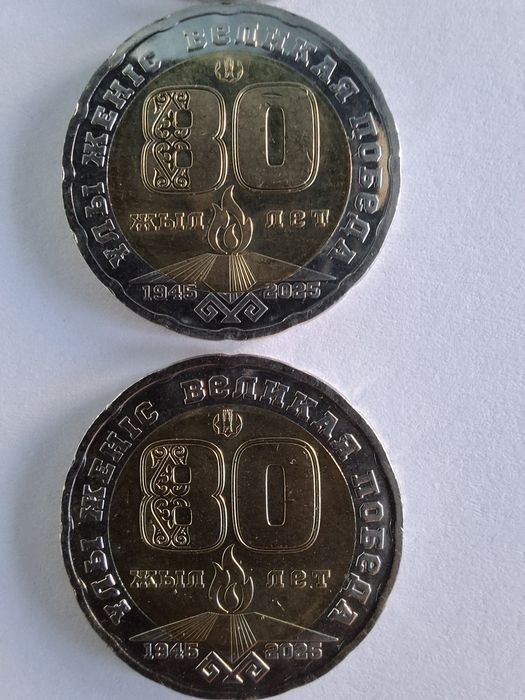 ҰЛЫ ЖЕҢІС ВЕЛИКАЯ ПОБЕДА
80
ЖЫЛ ЛЕТ
1945 2025
ҰЛЫ ЖЕҢІС ВЕЛИКАЯ ПОБЕДА
80
ЖЫЛ ЛЕТ
1945 2025